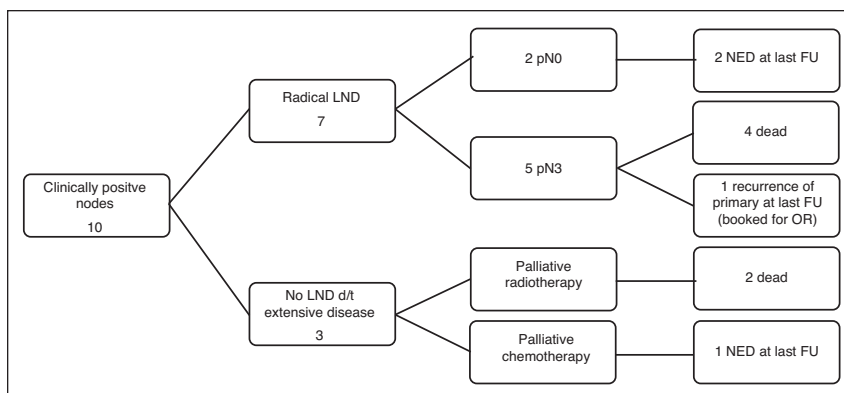 Clinically positve
nodes
10
Radical LND
7
No LND d/t
extensive disease
3
2 pN0
5 pN3
Palliative
radiotherapy
Palliative
chemotherapy
2 NED at last FU
4 dead
1 recurrence of
primary at last FU
(booked for OR)
2 dead
1 NED at last FU